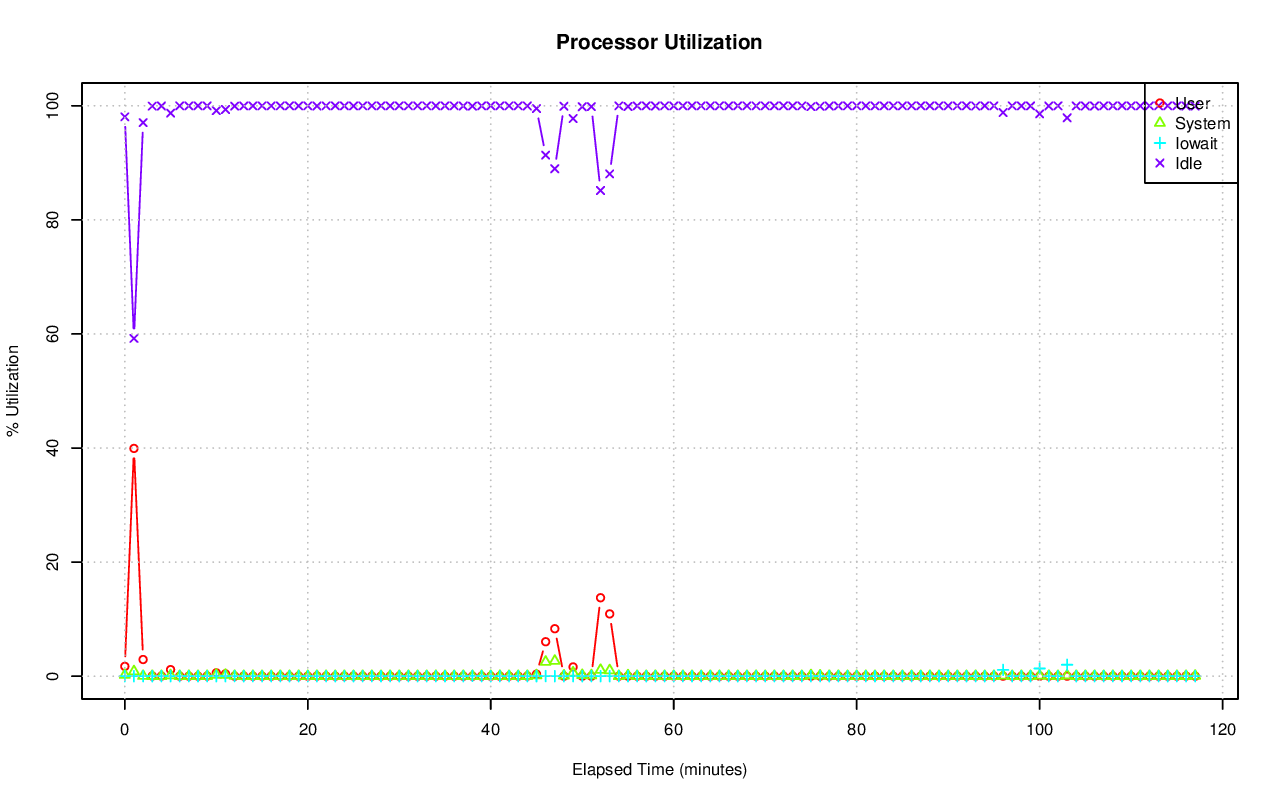 Processor Utilization
% Utilization
100
80
60
40
20
0
User
System
Iowait
Idle
0 20 40 60 80 100 120
Elapsed Time (minutes)